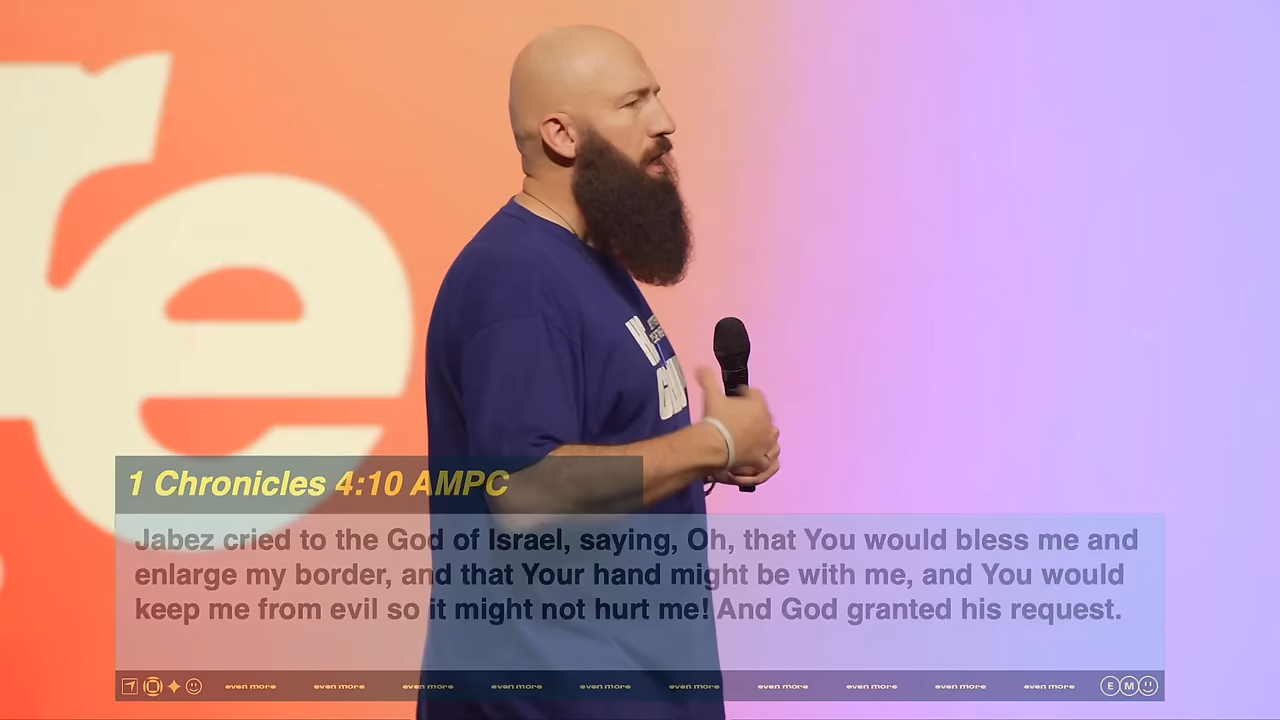 re
1 Chronicles 4:10 AMPC
Jabez cried to the God of Israel, saying, Oh, that You would bless me and
enlarge my border, and that Your hand might be with me, and You would
keep me from evil so it might not hurt me! And God granted his request.
even more even more even more even more even more even more even more even more even more even more E M